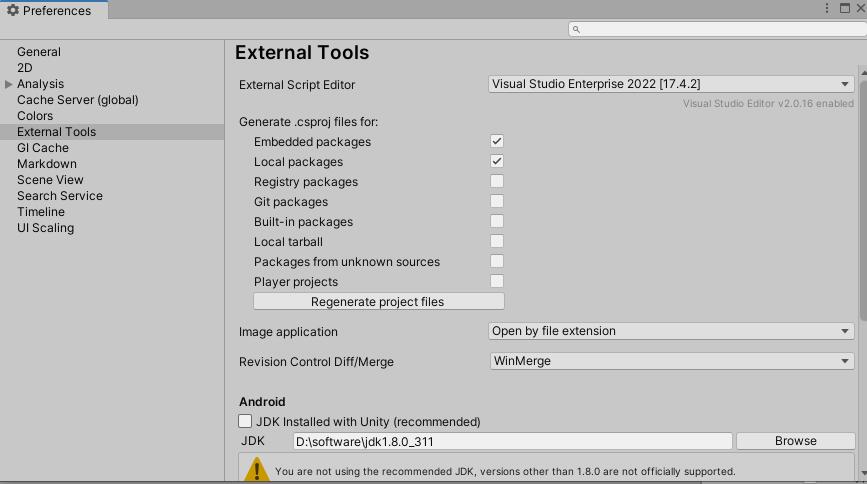 Preferences
General
2D
Analysis
Cache Server (global)
Colors
External Tools
GI Cache
Markdown
Scene View
Search Service
Timeline
UI Scaling
External Tools
External Script Editor
Visual Studio Enterprise 2022 [17.4.2]
Visual Studio Editor v2.0.16 enabled
Generate .csproj files for:
Embedded packages
Local packages
Registry packages
Git packages
Built-in packages
Local tarball
Packages from unknown sources
Player projects
Regenerate project files
Image application
Open by file extension
Revision Control Diff/Merge
WinMerge
Android
JDK Installed with Unity (recommended)
JDK
D:\software\jdk1.8.0_311
Browse
You are not using the recommended JDK, versions other than 1.8.0 are not officially supported.